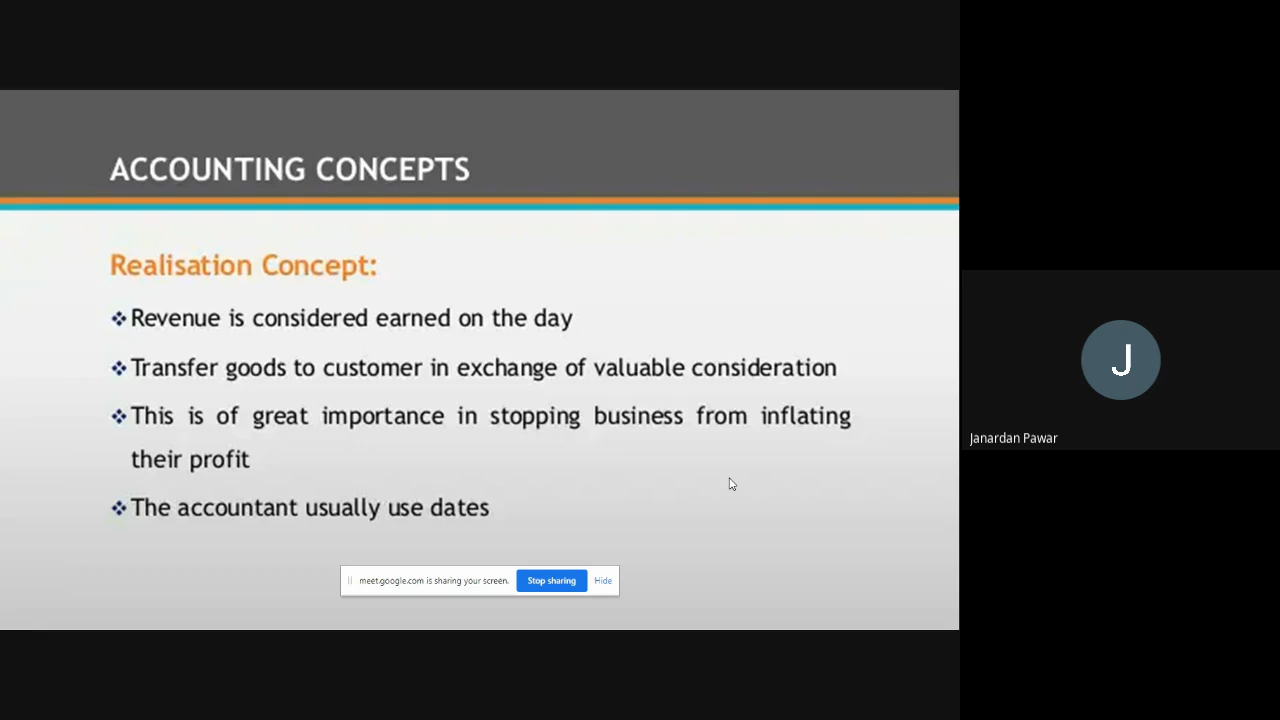 ACCOUNTING CONCEPTS
Realisation Concept:
❖Revenue is considered earned on the day
❖Transfer goods to customer in exchange of valuable consideration
❖This is of great importance in stopping business from inflating
their profit
❖The accountant usually use dates
meet.google.com is sharing your screen. Stop sharing Hide
J
Janardan Pawar